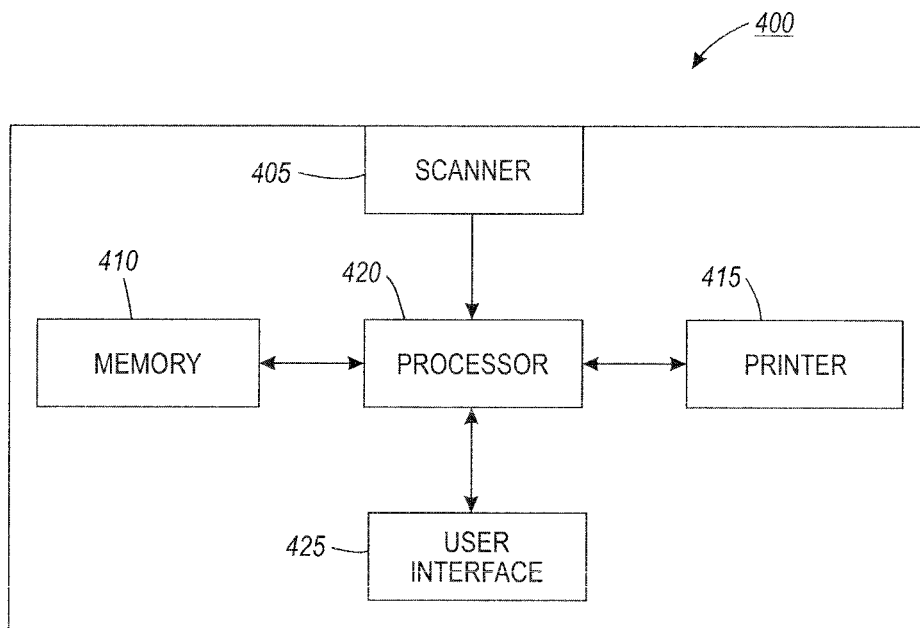 400
SCANNER
405
410
420
415
MEMORY
PROCESSOR
PRINTER
425
USER
INTERFACE